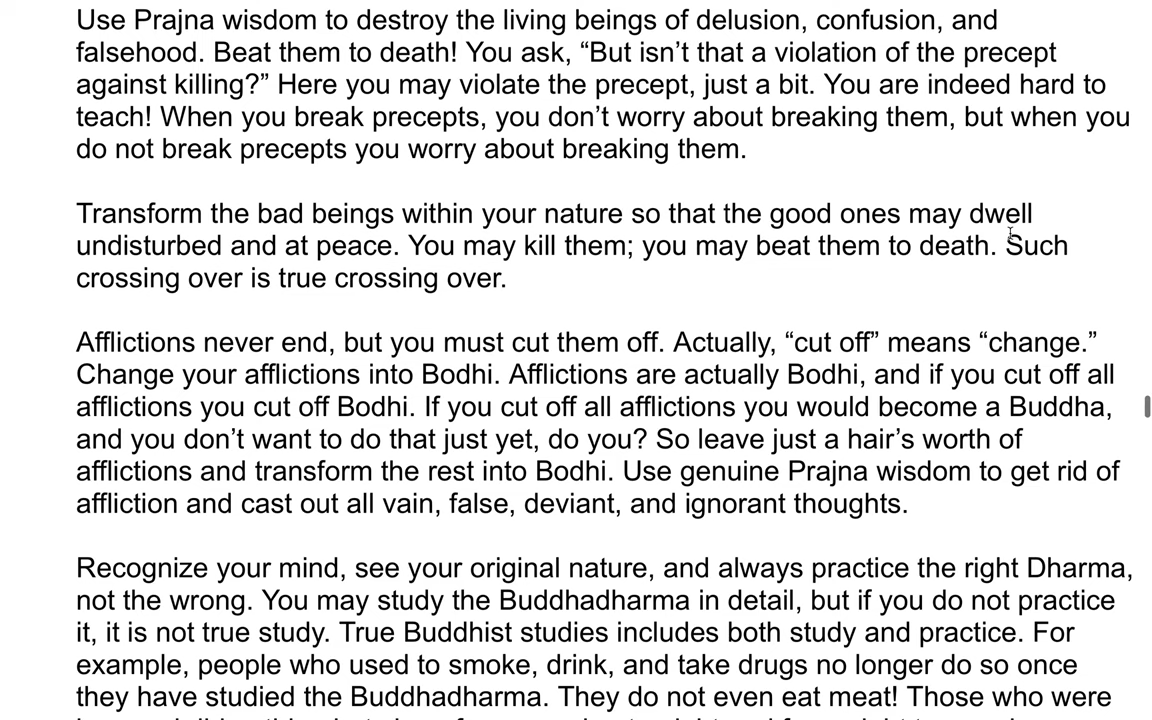 Use Prajna wisdom to destroy the living beings of delusion, confusion, and
falsehood. Beat them to death! You ask, “But isn’t that a violation of the precept
against killing?” Here you may violate the precept, just a bit. You are indeed hard to
teach! When you break precepts, you don’t worry about breaking them, but when you
do not break precepts you worry about breaking them.
Transform the bad beings within your nature so that the good ones may dwell
undisturbed and at peace. You may kill them; you may beat them to death. Such
crossing over is true crossing over.
Afflictions never end, but you must cut them off. Actually, “cut off” means “change.”
Change your afflictions into Bodhi. Afflictions are actually Bodhi, and if you cut off all
afflictions you cut off Bodhi. If you cut off all afflictions you would become a Buddha,
and you don’t want to do that just yet, do you? So leave just a hair’s worth of
afflictions and transform the rest into Bodhi. Use genuine Prajna wisdom to get rid of
affliction and cast out all vain, false, deviant, and ignorant thoughts.
Recognize your mind, see your original nature, and always practice the right Dharma,
not the wrong. You may study the Buddhadharma in detail, but if you do not practice
it, it is not true study. True Buddhist studies includes both study and practice. For
example, people who used to smoke, drink, and take drugs no longer do so once
they have studied the Buddhadharma. They do not even eat meat! Those who were